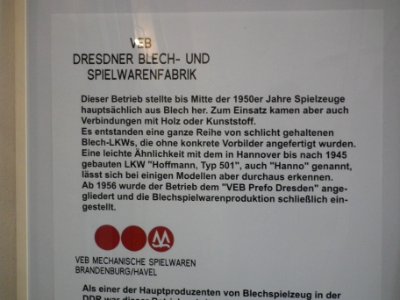 VEB
DRESDNER BLECH- UND
SPIELWARENFABRIK
Dieser Betrieb stellte bis Mitte der 1950er Jahre Spielzeuge
hauptsächlich aus Blech her. Zum Einsatz kamen aber auch
Verbindungen mit Holz oder Kunststoff.
Es entstanden eine ganze Reihe von schlicht gehaltenen
Blech-LKWs, die ohne konkrete Vorbilder angefertigt wurden.
Eine leichte Ähnlichkeit mit dem in Hannover bis nach 1945
gebauten LKW "Hoffmann, Typ 501", auch "Hanno" genannt,
lässt sich bei einigen Modellen aber durchaus erkennen.
Ab 1956 wurde der Betrieb dem "VEB Prefo Dresden" ange-
gliedert und die Blechspielwarenproduktion schließlich ein-
gestellt.
VEB MECHANISCHE SPIELWAREN
BRANDENBURG/HAVEL
Als einer der Hauptproduzenten von Blechspielzeug in der
DDR war dieser